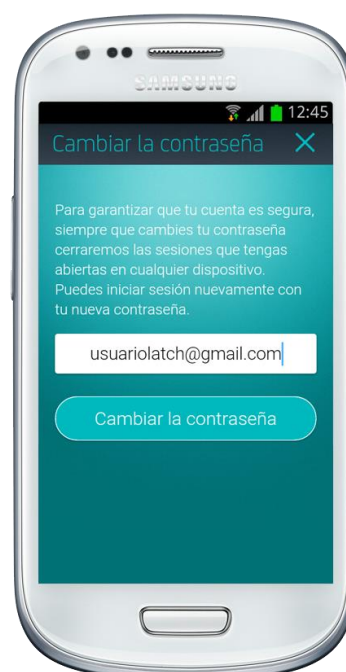 SAMSUNG
12:45
Cambiar la contraseña
Para garantizar que tu cuenta es segura,
siempre que cambies tu contraseña
cerraremos las sesiones que tengas
abiertas en cualquier dispositivo.
Puedes iniciar sesión nuevamente con
tu nueva contraseña.
usuariolatch@gmail.com
Cambiar la contraseña